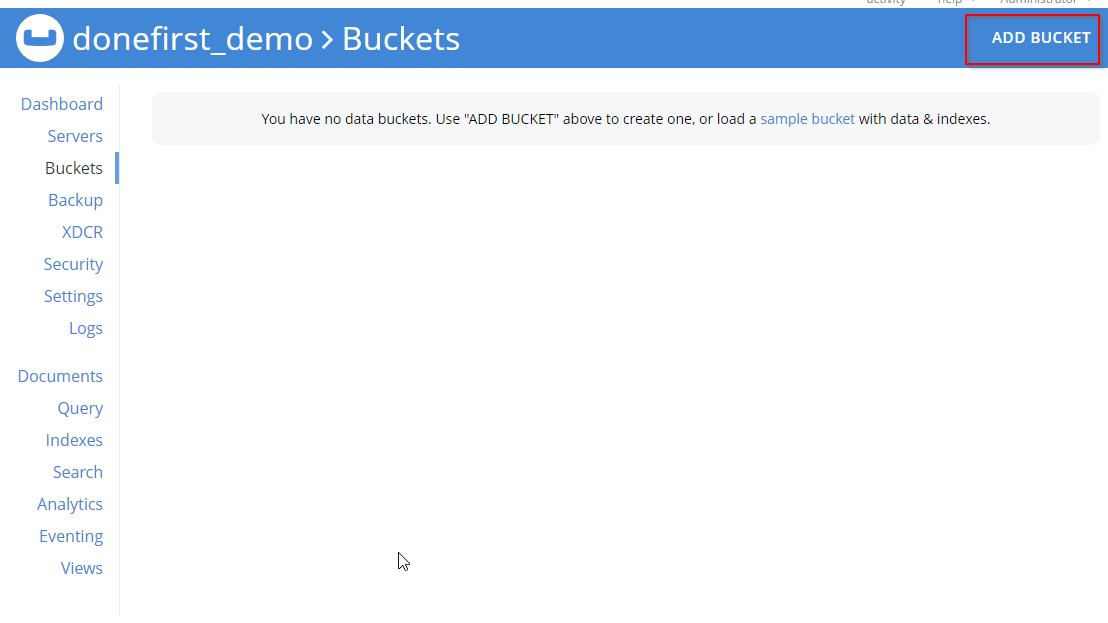 activity help Administrator
donefirst_demo > Buckets
ADD BUCKET
You have no data buckets. Use "ADD BUCKET" above to create one, or load a sample bucket with data & indexes.
Dashboard
Servers
Buckets
Backup
XDCR
Security
Settings
Logs
Documents
Query
Indexes
Search
Analytics
Eventing
Views